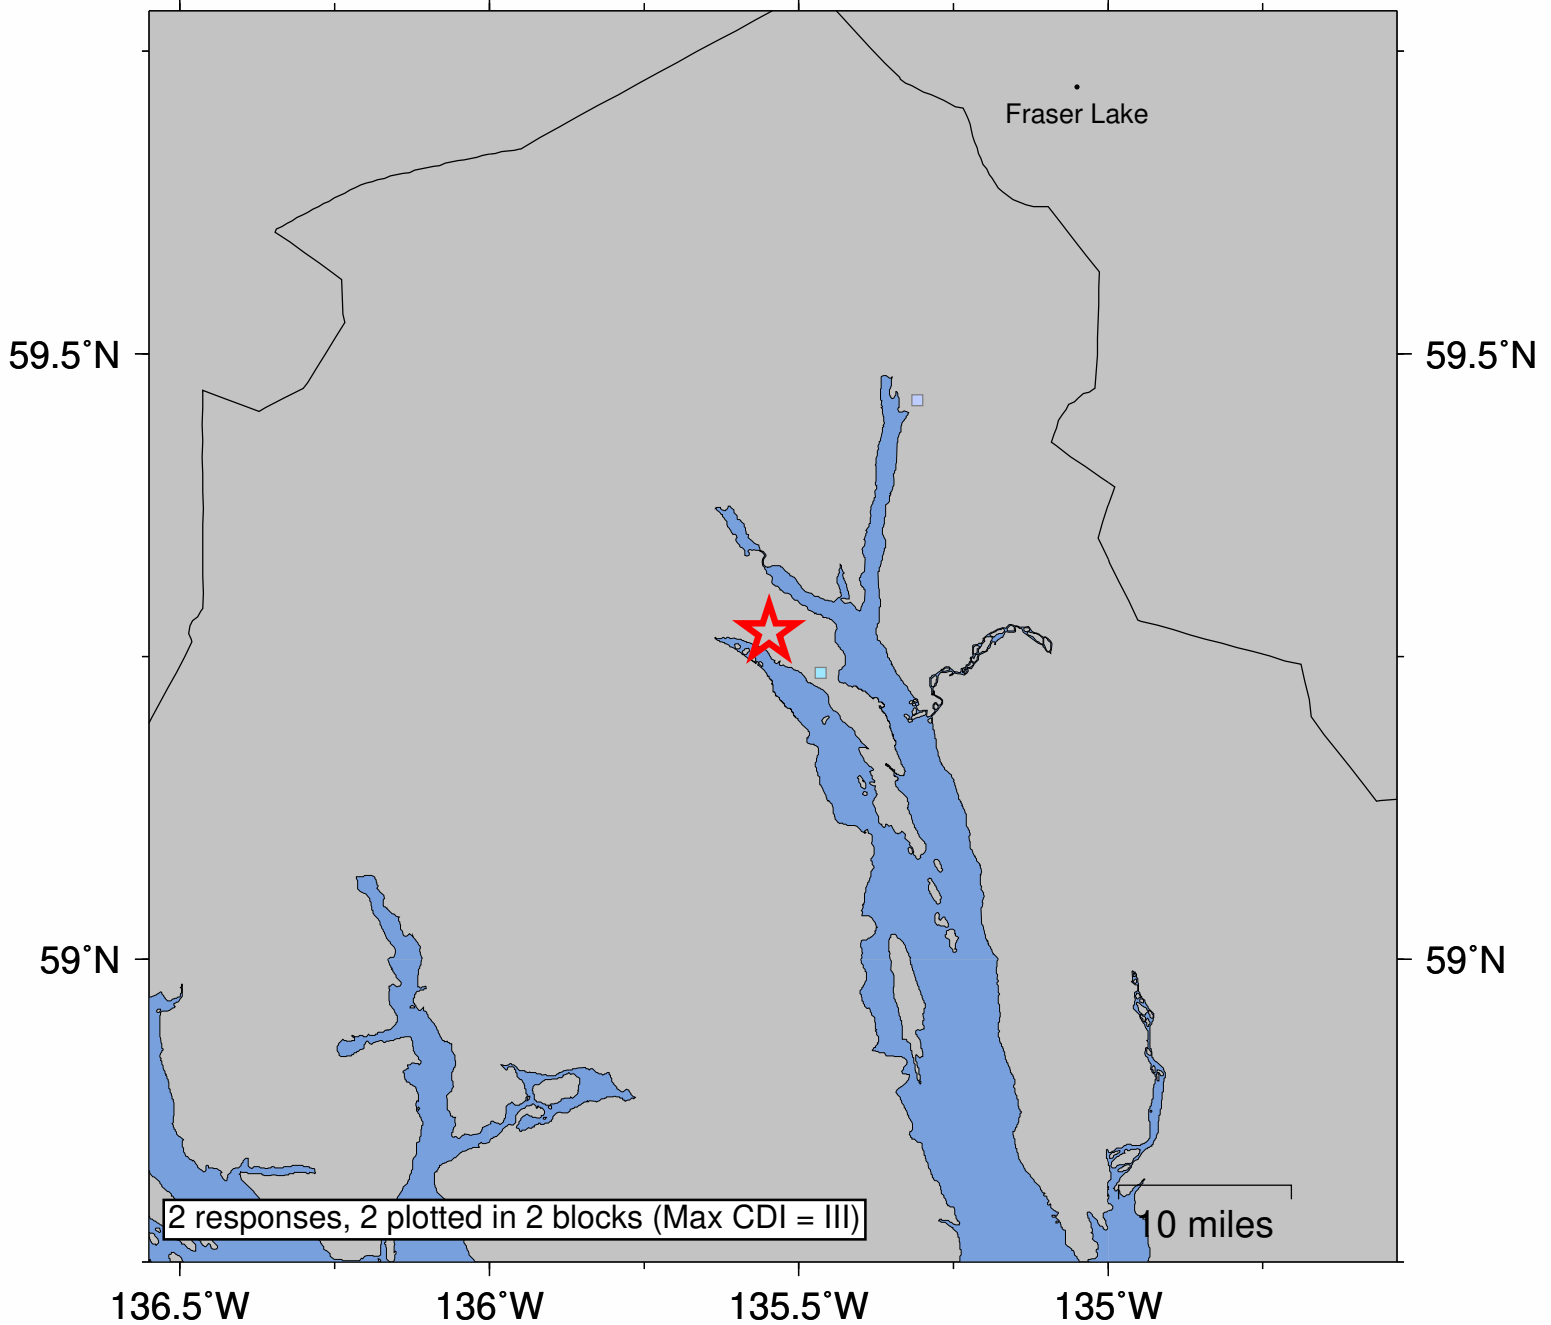 Fraser Lake
59.5˚N
59.5˚N
59˚N
59˚N
10 miles
2 responses, 2 plotted in 2 blocks (Max CDI = III)
136.5˚W
136˚W
135.5˚W
135˚W